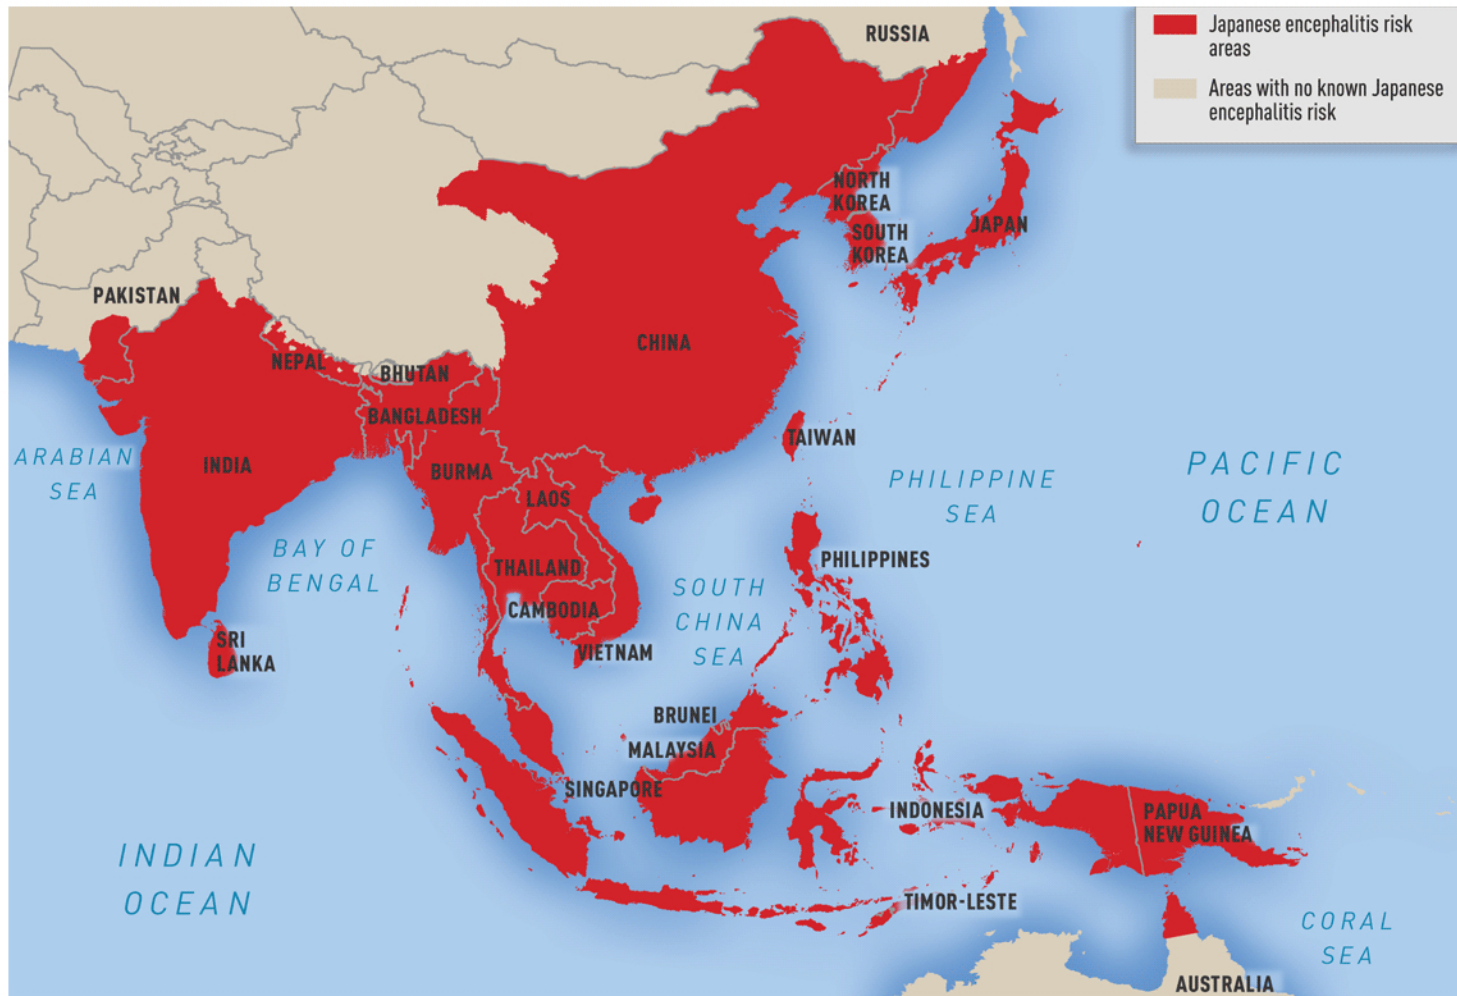 Japanese encephalitis risk
areas
Areas with no known Japanese
encephalitis risk
RUSSIA
NORTH
KOREA
SOUTH
KOREA
JAPAN
PAKISTAN
CHINA
NEPAL
BHUTAN
BANGLADESH
TAIWAN
ARABIAN
SEA
INDIA
BURMA
LAOS
PHILIPPINE
SEA
PACIFIC
OCEAN
BAY OF
BENGAL
THAILAND
PHILIPPINES
CAMBODIA
SOUTH
CHINA
SEA
SRI
LANKA
VIETNAM
BRUNEI
MALAYSIA
SINGAPORE
INDONESIA
PAPUA
NEW GUINEA
INDIAN
OCEAN
TIMOR-LESTE
CORAL
SEA
AUSTRALIA